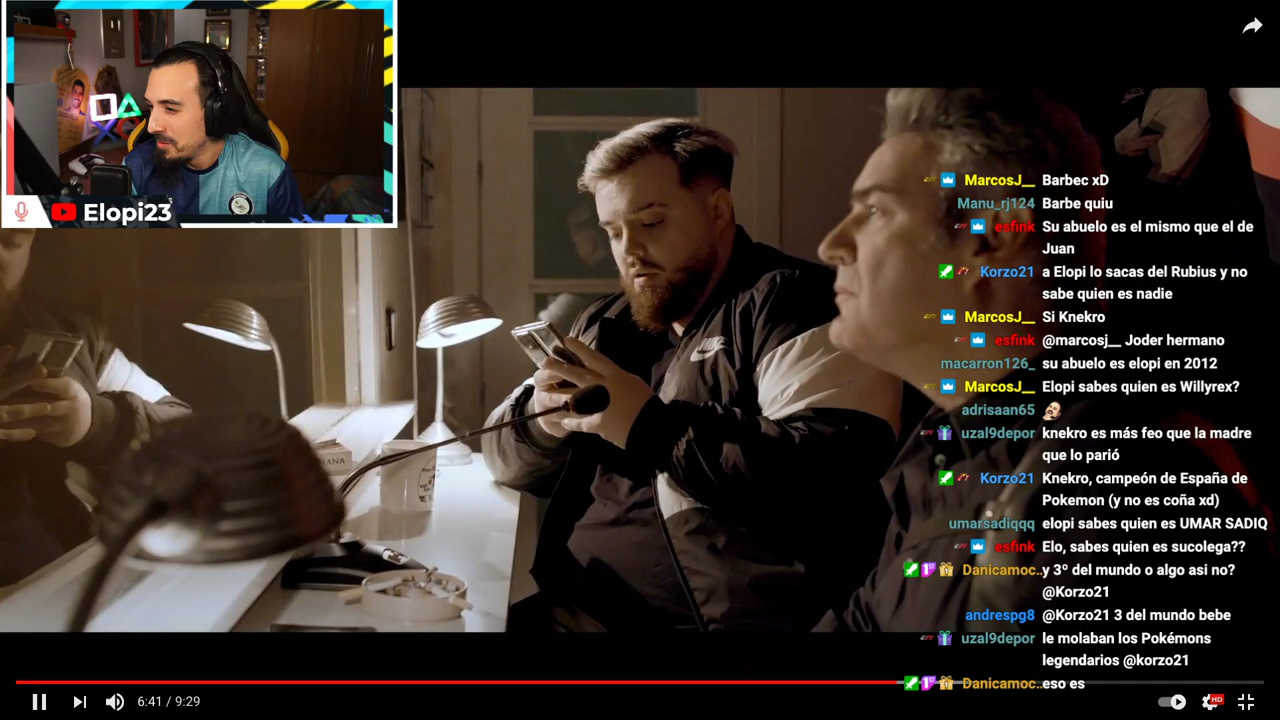 Elopi23
MarcosJ__ Barbec xD
Manu_rj124 Barbe quiu
esfink Su abuelo es el mismo que el de
Juan
Korzo21 a Elopi lo sacas del Rubius y no
sabe quien es nadie
MarcosJ__ Si Knekro
esfink @marcosj__ Joder hermano
macarron126_ su abuelo es elopi en 2012
MarcosJ__ Elopi sabes quien es Willyrex?
adrisaan65
uzal9depor knekro es más feo que la madre
que lo parió
Korzo21 Knekro, campeón de España de
Pokemon (y no es coña xd)
umarsadiqqq elopi sabes quien es UMAR SADIQ
esfink Elo, sabes quien es sucolega??
Danicamoc.. y 3º del mundo o algo asi no?
@Korzo21
andrespg8 @Korzo21 3 del mundo bebe
uzal9depor le molaban los Pokémons
legendarios @korzo21
Danicamoc.. eso es
6:41 / 9:29
HD